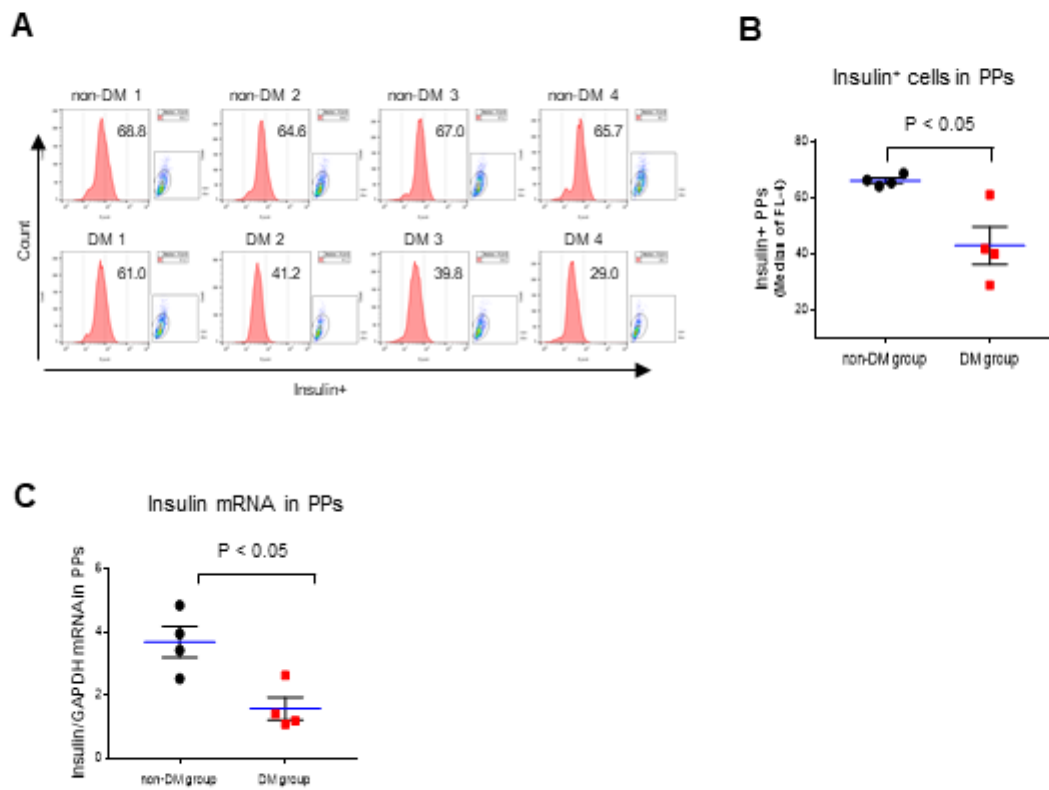 A
non-DM 1
non-DM 2
non-DM 3
non-DM 4
68.8
64.6
67.0
65.7
Count
DM 1
DM 2
DM 3
DM 4
61.0
41.2
39.8
29.0
Insulin+
B
Insulin⁺ cells in PPs
P < 0.05
Insulin+ PPs
(Median of FL-4)
80
60
40
20
non-DM group
DM group
C
Insulin mRNA in PPs
P < 0.05
Insulin/GAPDH mRNA in PPs
6
4
2
0
non-DM group
DM group